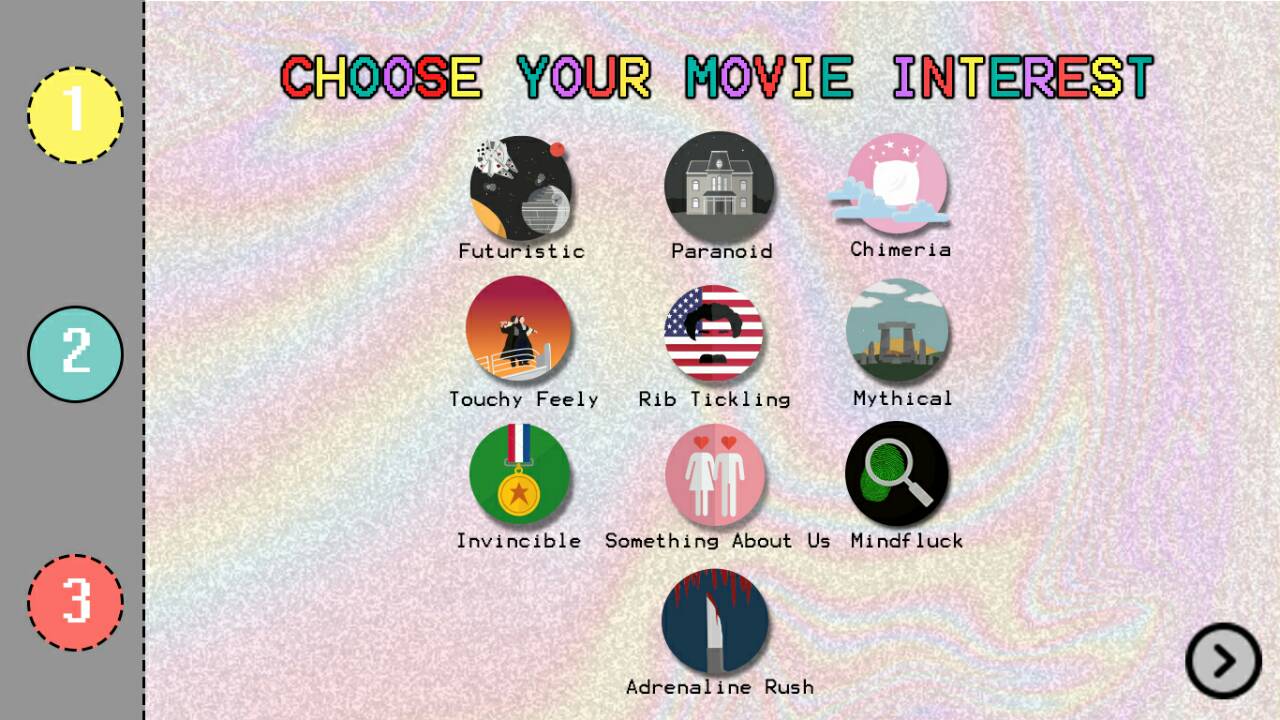 CHOOSE YOUR MOVIE INTEREST
1
2
3
Futuristic
Paranoid
Chimeria
Touchy Feely
Rib Tickling
Mythical
Invincible
Something About Us
Mindfluck
Adrenaline Rush